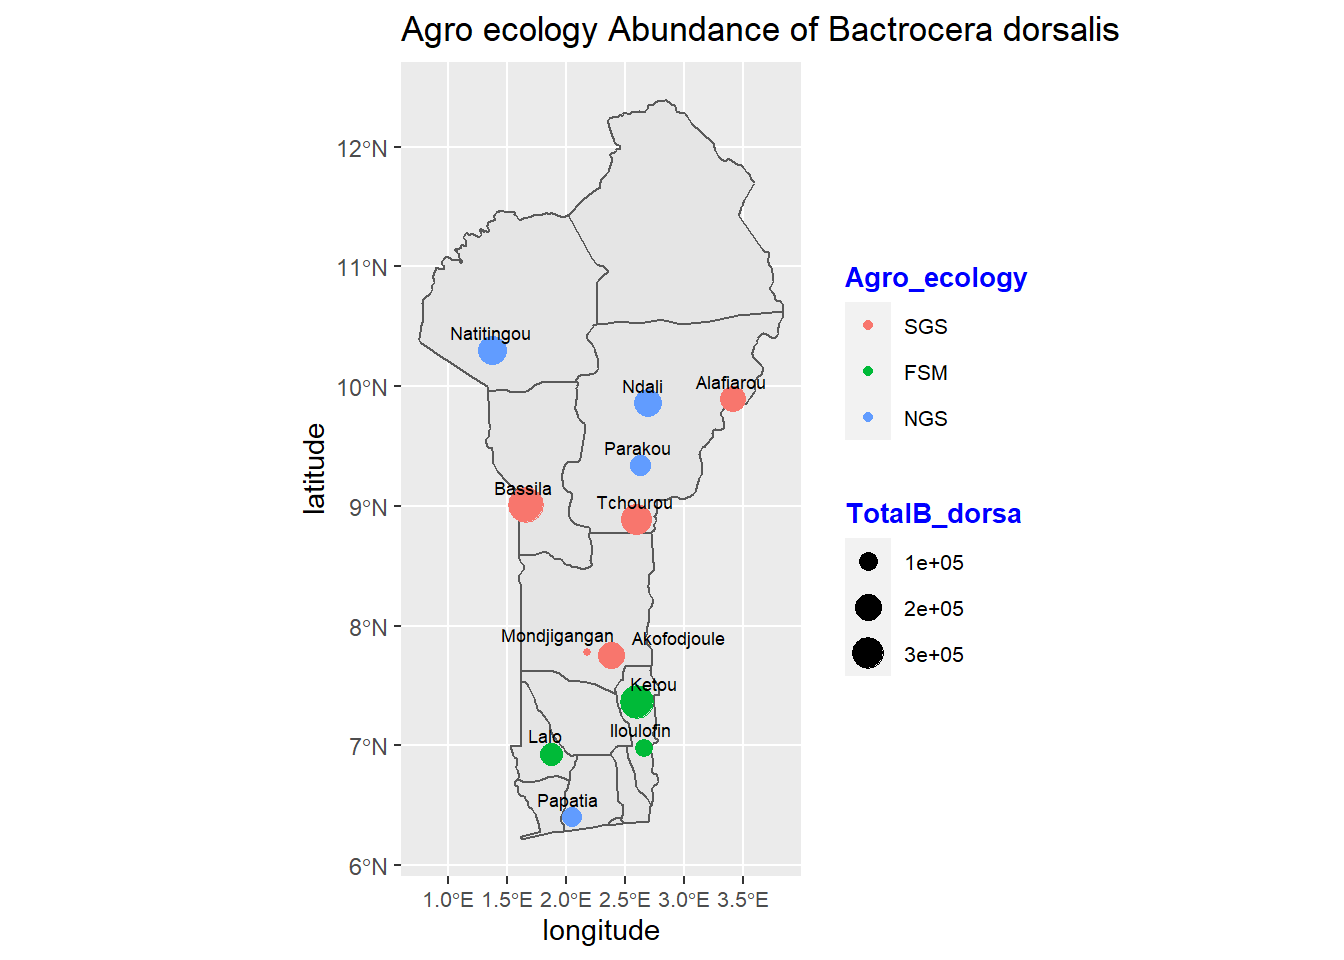 Agro ecology Abundance of Bactrocera dorsalis
12°N
11°N
10°N
9°N
8°N
7°N
6°N
latitude
Natitingou
Ndali
Alafiarou
Parakou
Bassila
Tchourou
Mondjigangan
Akofodjoule
Ketou
Iloulofin
Lalo
Papatia
1.0°E 1.5°E 2.0°E 2.5°E 3.0°E 3.5°E
longitude
Agro_ecology
SGS
FSM
NGS
TotalB_dorsa
1e+05
2e+05
3e+05